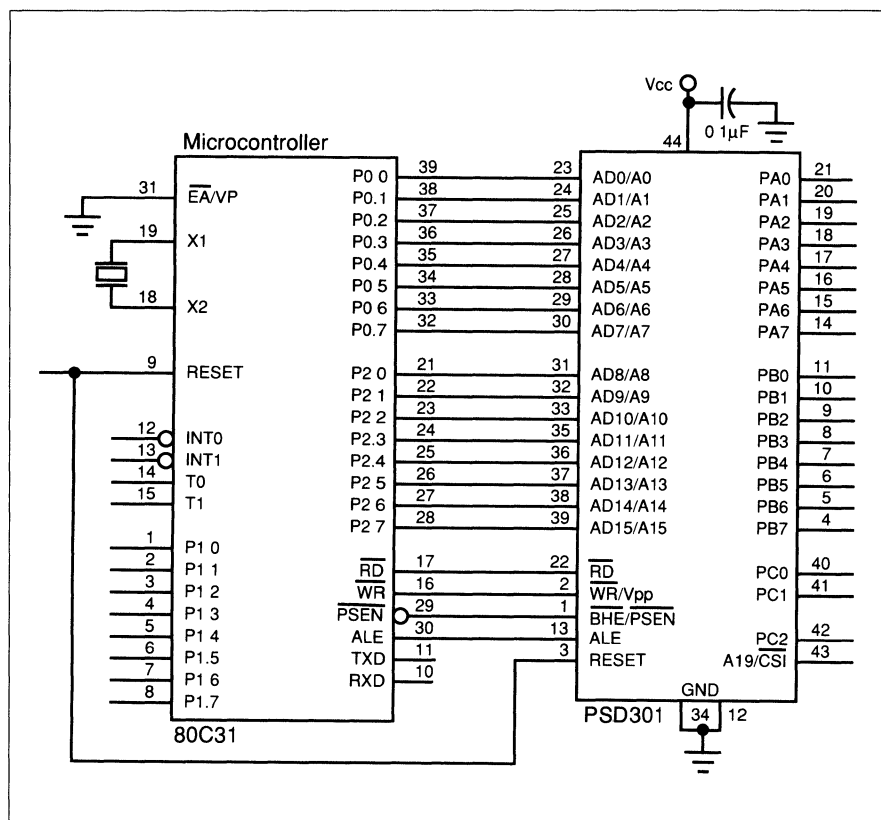 Vcc
0 1µF
44
Microcontroller
31 EA/VP
19 X1
18 X2
9 RESET
12 INT0
13 INT1
14 T0
15 T1
1 P1 0
2 P1 1
3 P1 2
4 P1 3
5 P1 4
6 P1.5
7 P1 6
8 P1.7
P0 0 39
P0.1 38
P0.2 37
P0.3 36
P0.4 35
P0 5 34
P0 6 33
P0.7 32
P2 0 21
P2 1 22
P2 2 23
P2.3 24
P2.4 25
P2 5 26
P2 6 27
P2 7 28
RD 17
WR 16
PSEN 29
ALE 30
TXD 11
RXD 10
80C31
23 AD0/A0
24 AD1/A1
25 AD2/A2
26 AD3/A3
27 AD4/A4
28 AD5/A5
29 AD6/A6
30 AD7/A7
31 AD8/A8
32 AD9/A9
33 AD10/A10
35 AD11/A11
36 AD12/A12
37 AD13/A13
38 AD14/A14
39 AD15/A15
22 RD
2 WR/Vpp
1 BHE/PSEN
13 ALE
3 RESET
PA0 21
PA1 20
PA2 19
PA3 18
PA4 17
PA5 16
PA6 15
PA7 14
PB0 11
PB1 10
PB2 9
PB3 8
PB4 7
PB5 6
PB6 5
PB7 4
PC0 40
PC1 41
PC2 42
A19/CSI 43
GND
34 12
PSD301